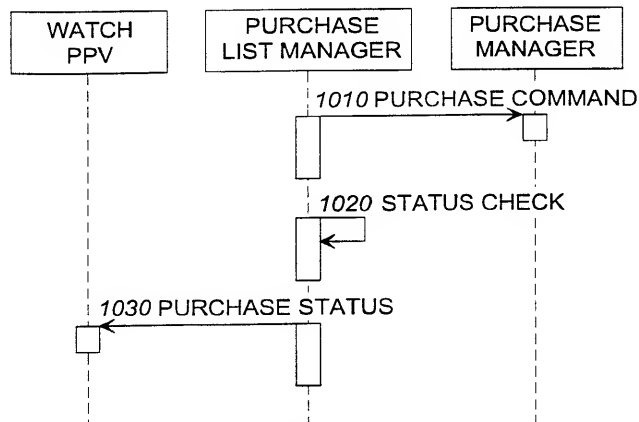 WATCH
PPV
PURCHASE
LIST MANAGER
PURCHASE
MANAGER
1010 PURCHASE COMMAND
1020 STATUS CHECK
1030 PURCHASE STATUS